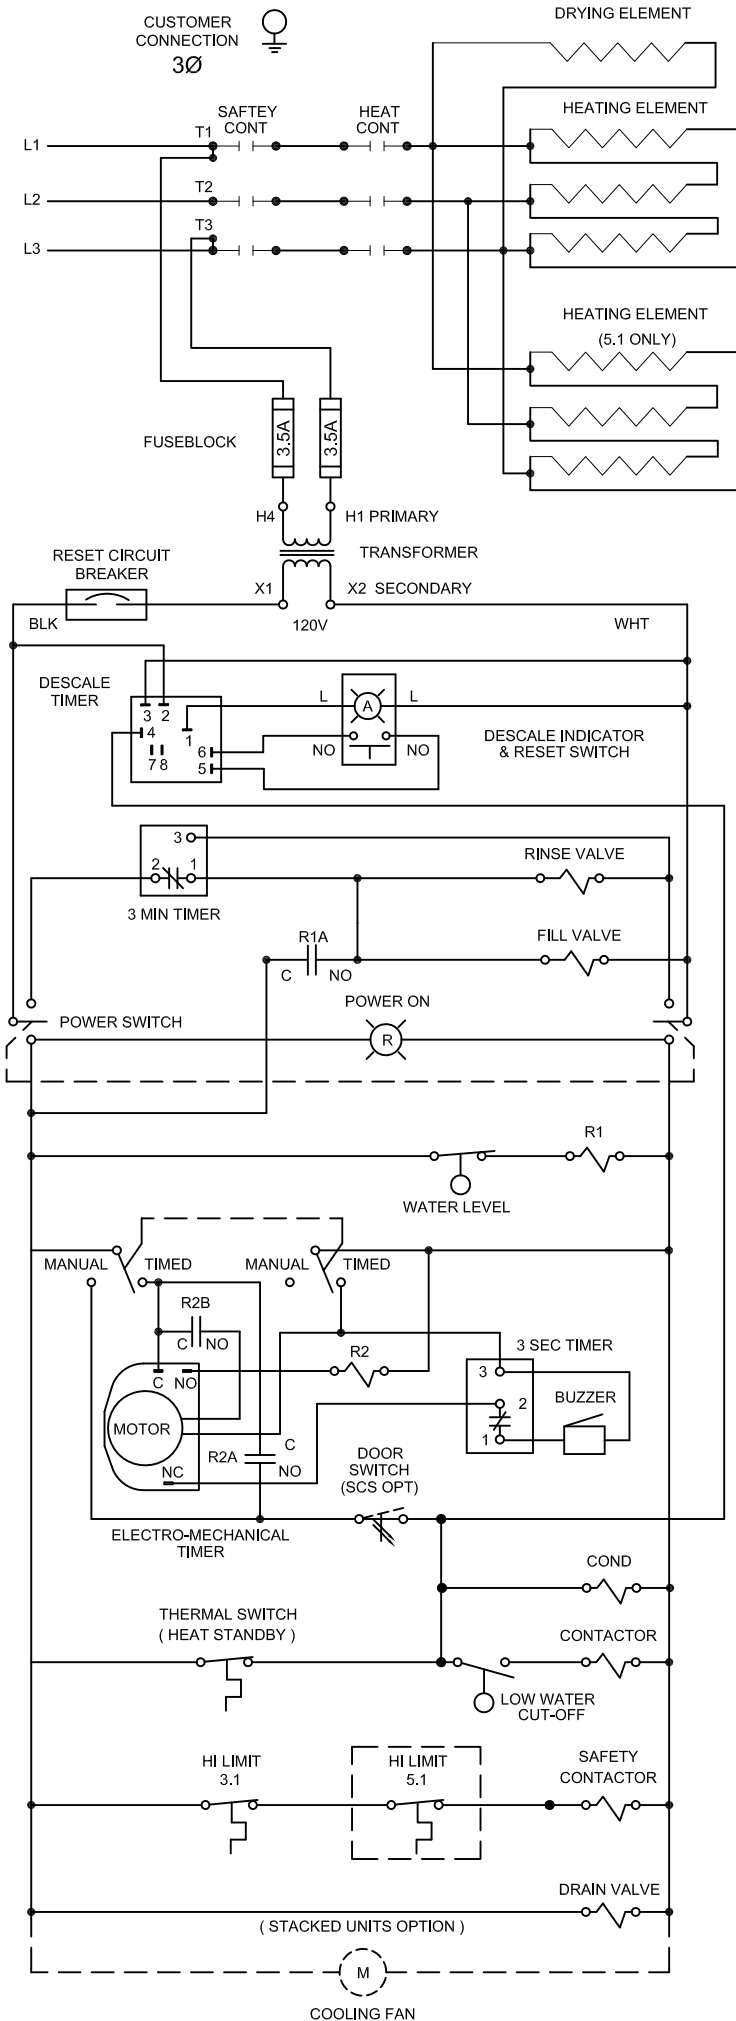 CUSTOMER
CONNECTION
3Ø
DRYING ELEMENT
SAFTEY
CONT
HEAT
CONT
HEATING ELEMENT
L1
T1
L2
T2
L3
T3
HEATING ELEMENT
(5.1 ONLY)
FUSEBLOCK
3.5A
3.5A
H4
H1 PRIMARY
TRANSFORMER
RESET CIRCUIT
BREAKER
X1
X2 SECONDARY
BLK
120V
WHT
DESCALE
TIMER
3 2
4
1
6
5
7 8
L
A
L
NO
NO
DESCALE INDICATOR
& RESET SWITCH
3
2
1
3 MIN TIMER
RINSE VALVE
R1A
C
NO
FILL VALVE
POWER SWITCH
POWER ON
R
R1
WATER LEVEL
MANUAL
TIMED
MANUAL
TIMED
R2B
C
NO
R2
3 SEC TIMER
3
2
1
BUZZER
C
NO
MOTOR
NC
R2A
C
NO
DOOR
SWITCH
(SCS OPT)
ELECTRO-MECHANICAL
TIMER
COND
THERMAL SWITCH
( HEAT STANDBY )
CONTACTOR
LOW WATER
CUT-OFF
HI LIMIT
3.1
HI LIMIT
5.1
SAFETY
CONTACTOR
DRAIN VALVE
( STACKED UNITS OPTION )
M
COOLING FAN